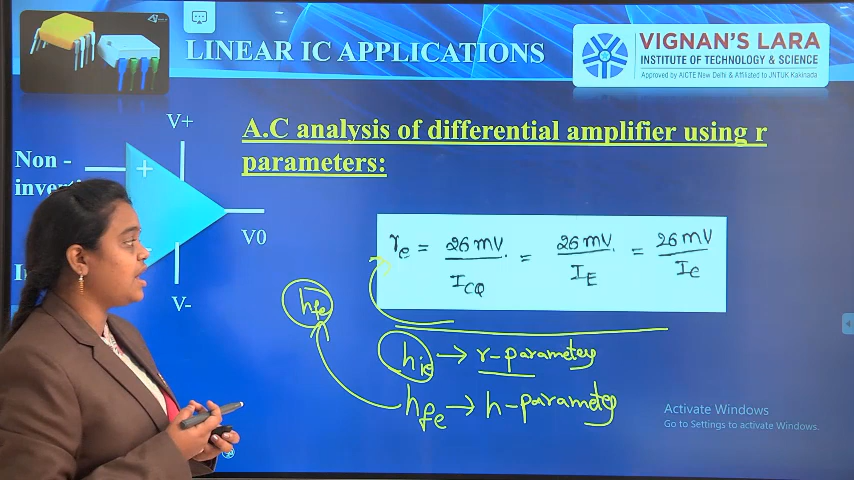 LINEAR IC APPLICATIONS
VIGNAN'S LARA
INSTITUTE OF TECHNOLOGY & SCIENCE
Approved by AICTE New Delhi & Affiliated to JNTUK Kakinada
A.C analysis of differential amplifier using r
parameters:
V+
Non -
+
V0
V-
re = 26 mV / ICQ = 26 mV / IE = 26 mV / Ic
hfe
hie → r-parameters
hfe → h-parameters
Activate Windows
Go to Settings to activate Windows.